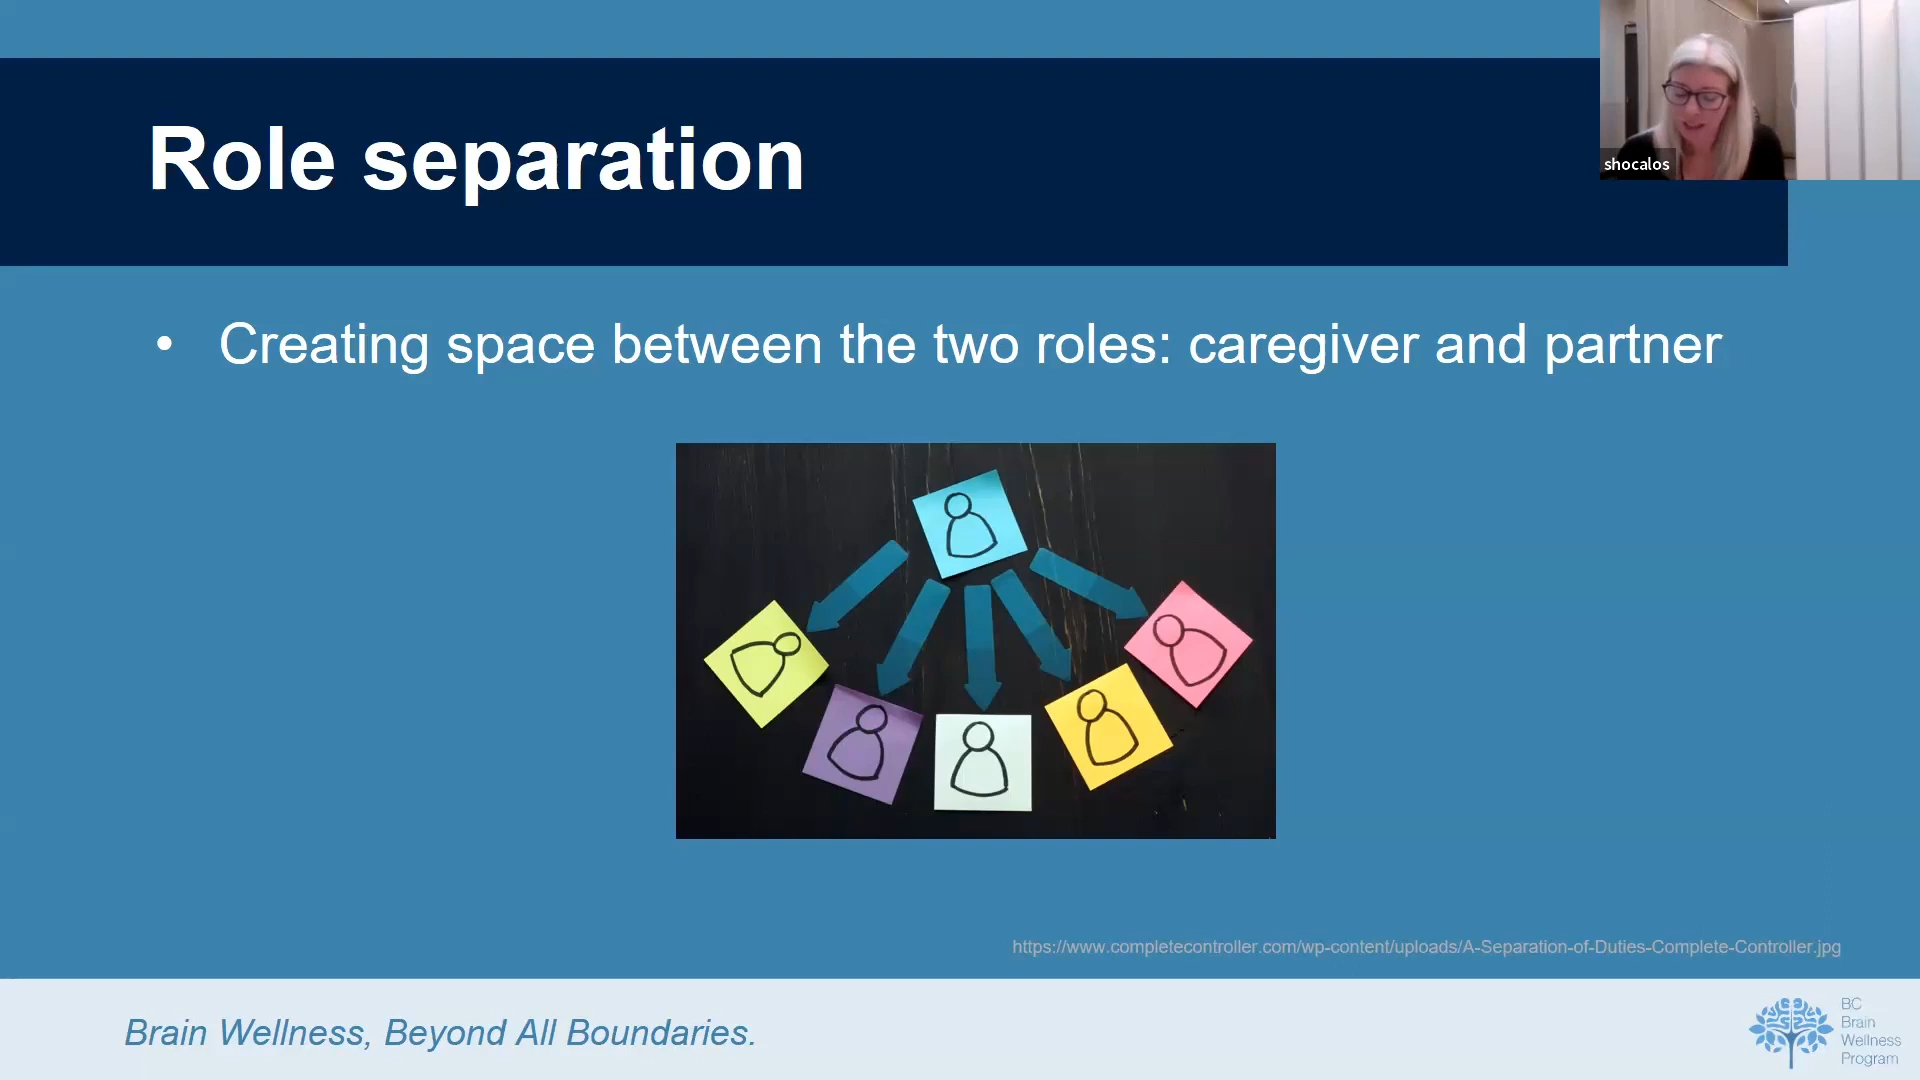 Role separation
shocalos
• Creating space between the two roles: caregiver and partner
https://www.completecontroller.com/wp-content/uploads/A-Separation-of-Duties-Complete-Controller.jpg
Brain Wellness, Beyond All Boundaries.
BC
Brain
Wellness
Program